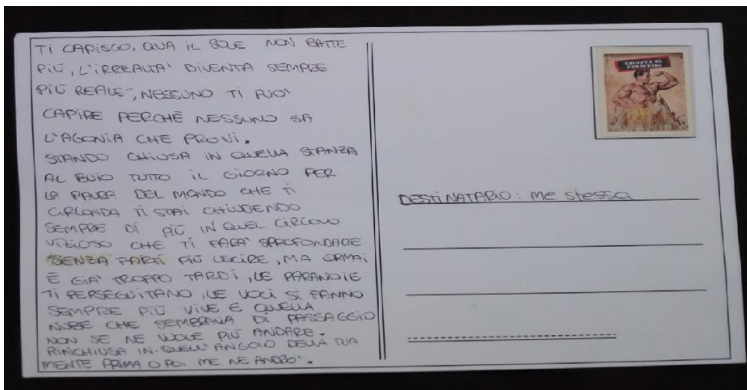 TI CAPISCO, QUA IL SOLE NON BATTE
PIÙ, L'IRREALTA' DIVENTA SEMPRE
PIÙ REALE, NESSUNO TI PUO'
CAPIRE PERCHÈ NESSUNO SA
L'AGONIA CHE PROVI.
STANDO CHIUSA IN QUELLA STANZA
AL BUIO TUTTO IL GIORNO PER
LA PAURA DEL MONDO CHE TI
CIRCONDA TI STAI CHIUDENDO
SEMPRE DI PIÙ IN QUEL CIRCOLO
VIZIOSO CHE TI FARA' SPROFONDARE
SENZA FARTI PIÙ USCIRE, MA ORMAI
È GIA' TROPPO TARDI, LE PARANOIE
TI PERSEGUITANO, LE VOCI SI FANNO
SEMPRE PIÙ VIVE E QUELLA
NUBE CHE SEMBRAVA DI PASSAGGIO
NON SE NE VUOLE PIÙ ANDARE.
RINCHIUSA IN QUELL'ANGOLO DELLA TUA
MENTE PRIMA O POI ME NE ANDRO'.
DESTINATARIO: me stessa